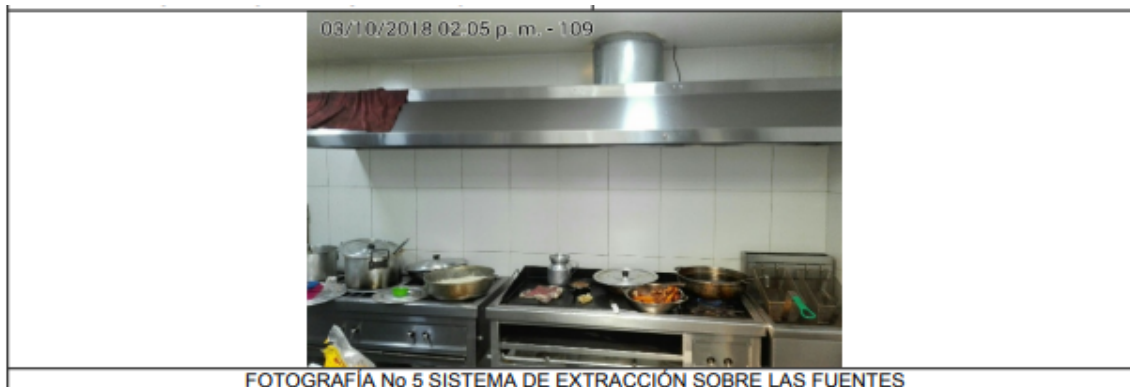 03/10/2018 02:05 p. m. - 109
FOTOGRAFÍA No 5 SISTEMA DE EXTRACCIÓN SOBRE LAS FUENTES